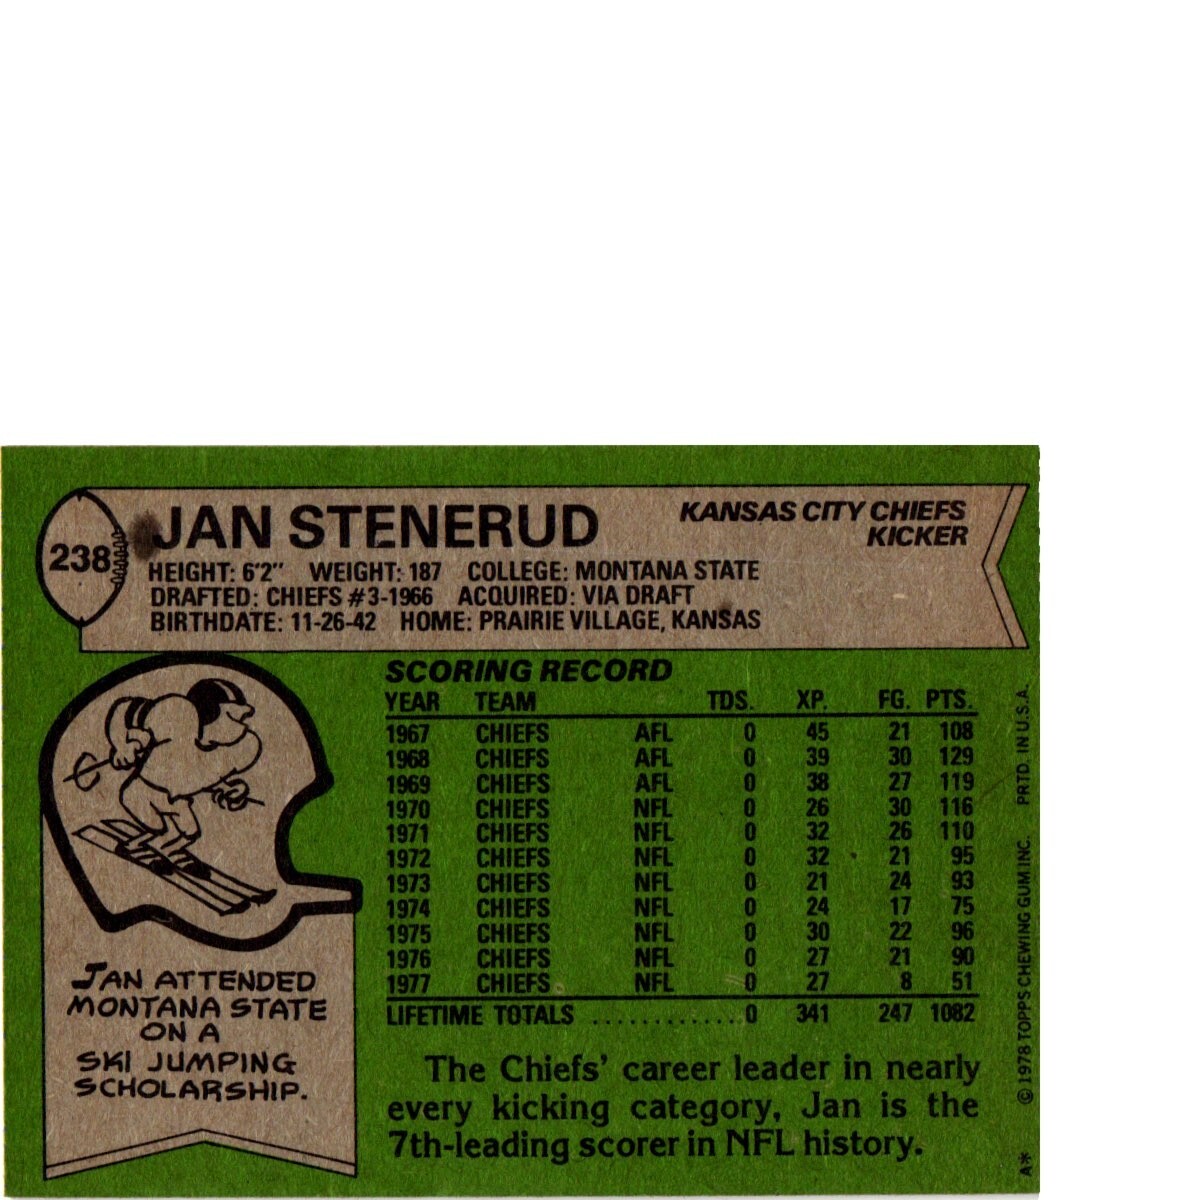 238
JAN STENERUD
KANSAS CITY CHIEFS
KICKER
HEIGHT: 6'2" WEIGHT: 187 COLLEGE: MONTANA STATE
DRAFTED: CHIEFS #3-1966 ACQUIRED: VIA DRAFT
BIRTHDATE: 11-26-42 HOME: PRAIRIE VILLAGE, KANSAS
SCORING RECORD
YEAR TEAM TDS. XP. FG. PTS.
1967 CHIEFS AFL 0 45 21 108
1968 CHIEFS AFL 0 39 30 129
1969 CHIEFS AFL 0 38 27 119
1970 CHIEFS NFL 0 26 30 116
1971 CHIEFS NFL 0 32 26 110
1972 CHIEFS NFL 0 32 21 95
1973 CHIEFS NFL 0 21 24 93
1974 CHIEFS NFL 0 24 17 75
1975 CHIEFS NFL 0 30 22 96
1976 CHIEFS NFL 0 27 21 90
1977 CHIEFS NFL 0 27 8 51
LIFETIME TOTALS .............0 341 247 1082
JAN ATTENDED
MONTANA STATE
ON A
SKI JUMPING
SCHOLARSHIP.
The Chiefs' career leader in nearly
every kicking category, Jan is the
7th-leading scorer in NFL history.
A* © 1978 TOPPS CHEWING GUM INC. PRTD. IN U.S.A.